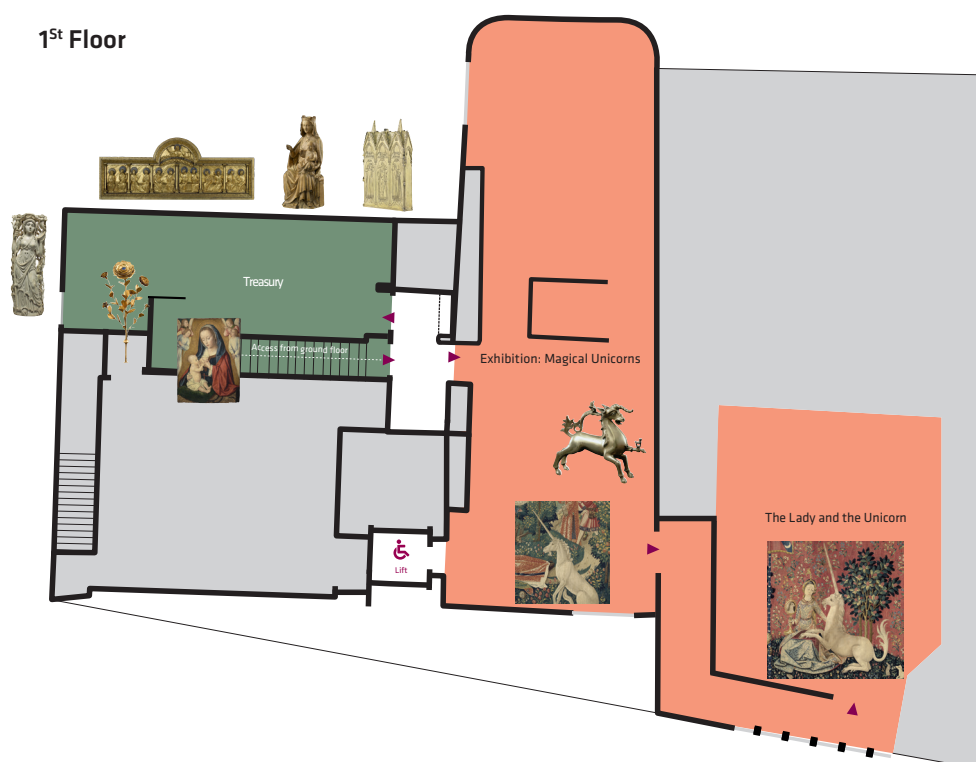 1St Floor
Treasury
Access from ground floor
Exhibition: Magical Unicorns
The Lady and the Unicorn
Lift